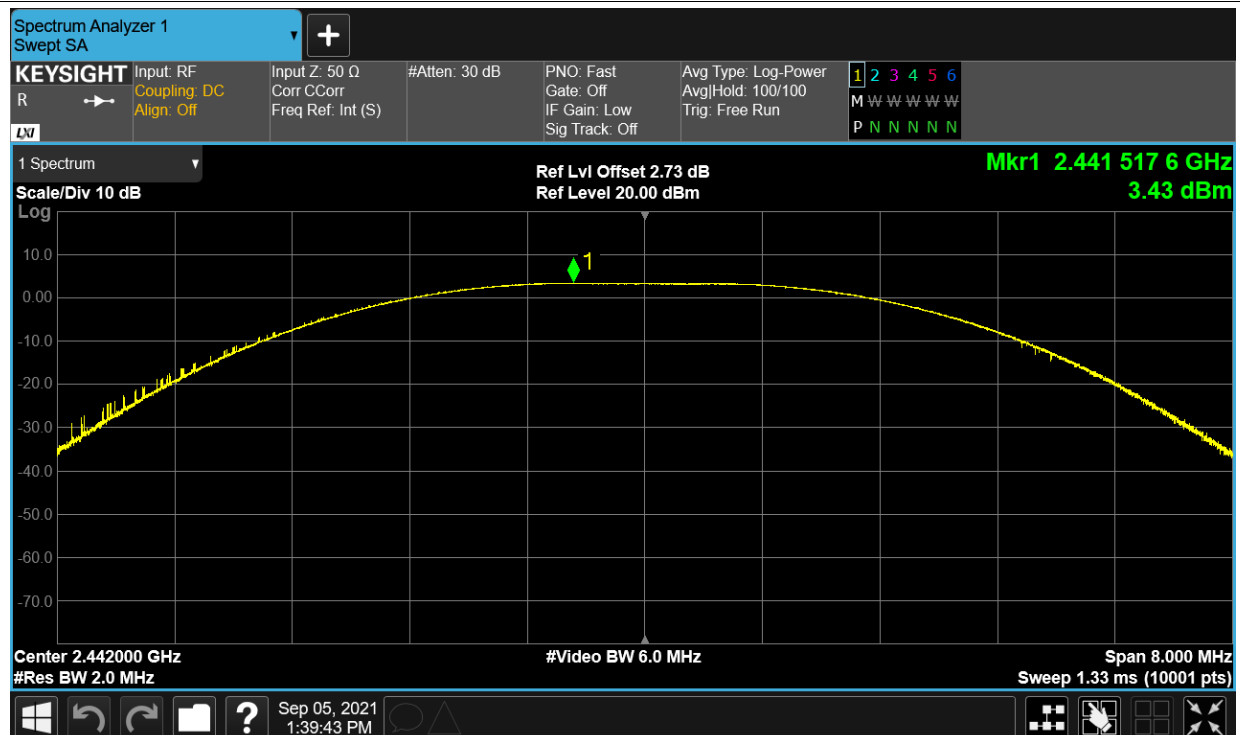 Spectrum Analyzer 1
Swept SA
+
KEYSIGHT
R
LXI
Input: RF
Coupling: DC
Align: Off
Input Z: 50 Ω
Corr CCorr
Freq Ref: Int (S)
#Atten: 30 dB
PNO: Fast
Gate: Off
IF Gain: Low
Sig Track: Off
Avg Type: Log-Power
Avg|Hold: 100/100
Trig: Free Run
1 2 3 4 5 6
M W W W W W
P N N N N N
1 Spectrum
Scale/Div 10 dB
Log
Ref Lvl Offset 2.73 dB
Ref Level 20.00 dBm
Mkr1 2.441 517 6 GHz
3.43 dBm
1
10.0
0.00
-10.0
-20.0
-30.0
-40.0
-50.0
-60.0
-70.0
Center 2.442000 GHz
#Res BW 2.0 MHz
#Video BW 6.0 MHz
Span 8.000 MHz
Sweep 1.33 ms (10001 pts)
?
Sep 05, 2021
1:39:43 PM